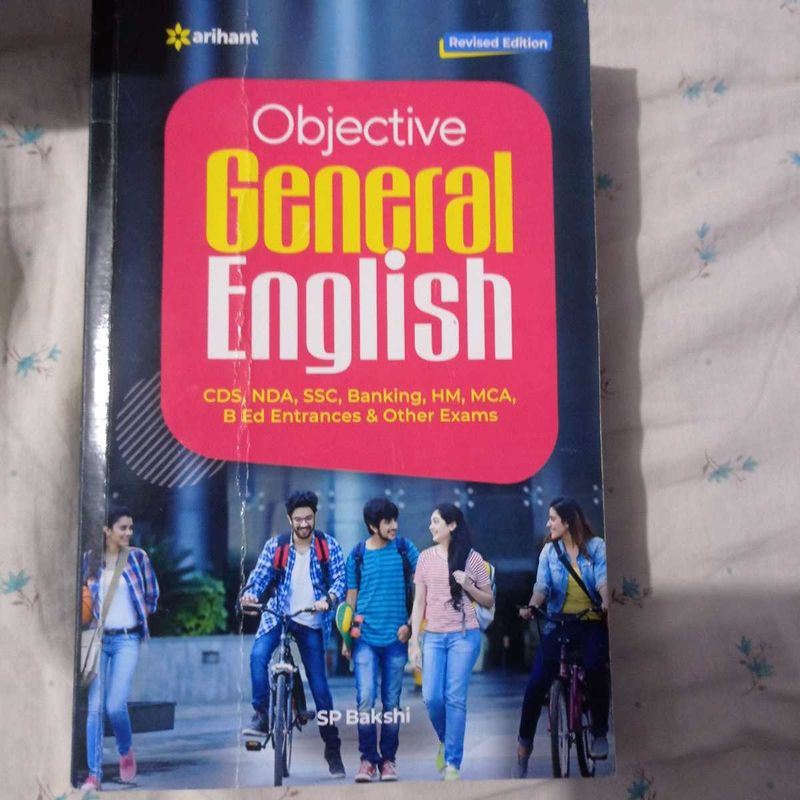 arihant
Revised Edition
Objective
General
English
CDS, NDA, SSC, Banking, HM, MCA,
B Ed Entrances & Other Exams
SP Bakshi